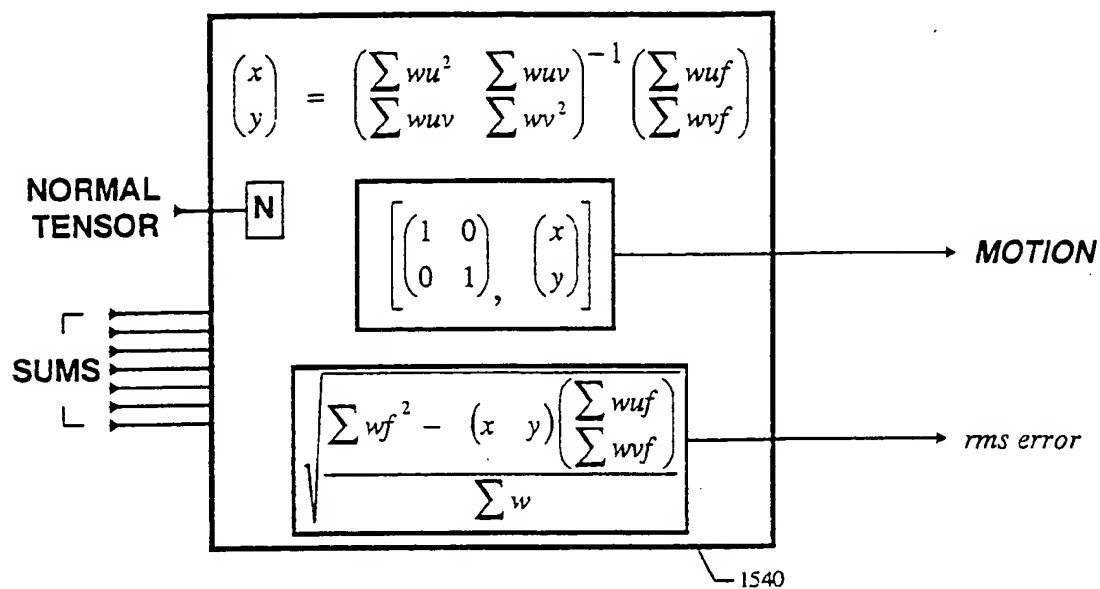 (x y) = (∑ wu² ∑ wuv ∑ wuv ∑ wv²)⁻¹ (∑ wuf ∑ wvf)
NORMAL
TENSOR
N
[(1 0 0 1), (x y)]
MOTION
SUMS
√ ∑ wf² − (x y)(∑ wuf ∑ wvf)
∑ w
rms error
1540